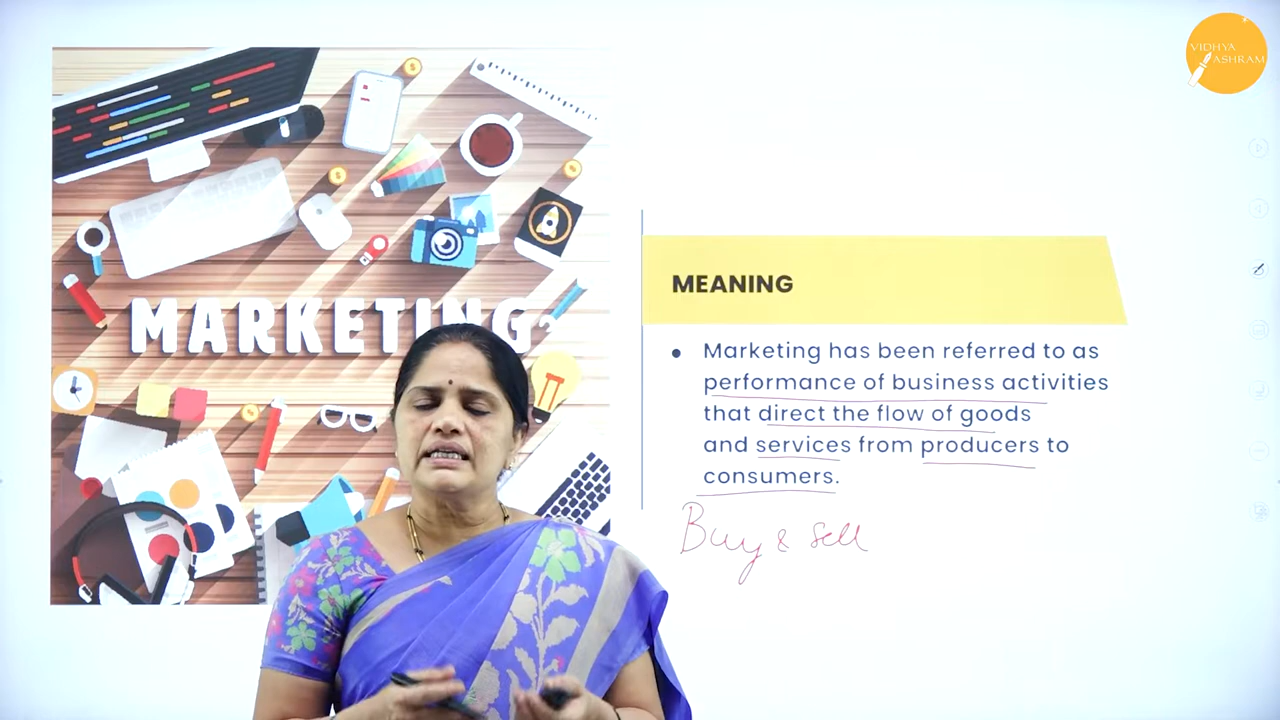 VIDHYA
ASHRAM
MARKETING?
MEANING
• Marketing has been referred to as
performance of business activities
that direct the flow of goods
and services from producers to
consumers.
Buy & Sell